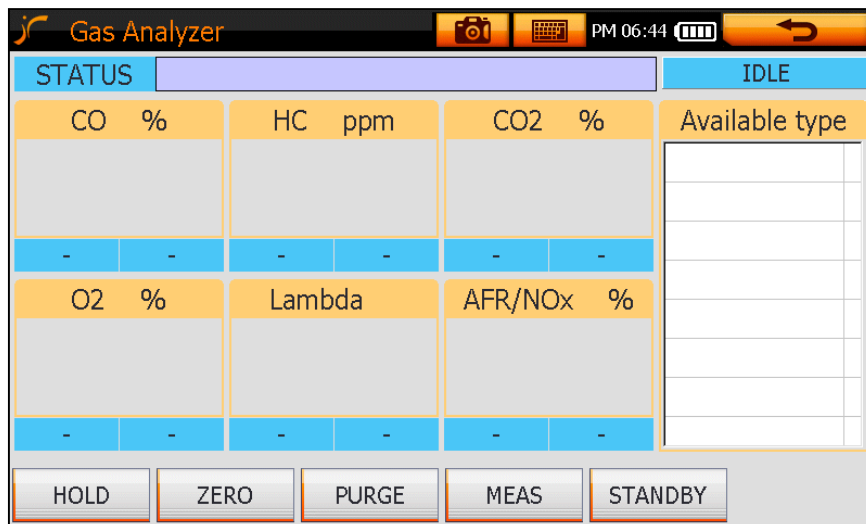 Gas Analyzer PM 06:44
STATUS IDLE
CO % HC ppm CO2 % Available type
- - - - - -
O2 % Lambda AFR/NOx %
- - - - - -
HOLD ZERO PURGE MEAS STANDBY